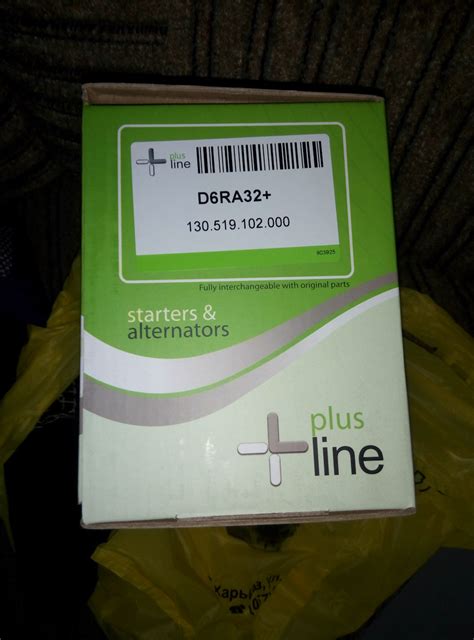 plus
line
D6RA32+
130.519.102.000
Fully interchangeable with original parts
starters &
alternators
plus
line